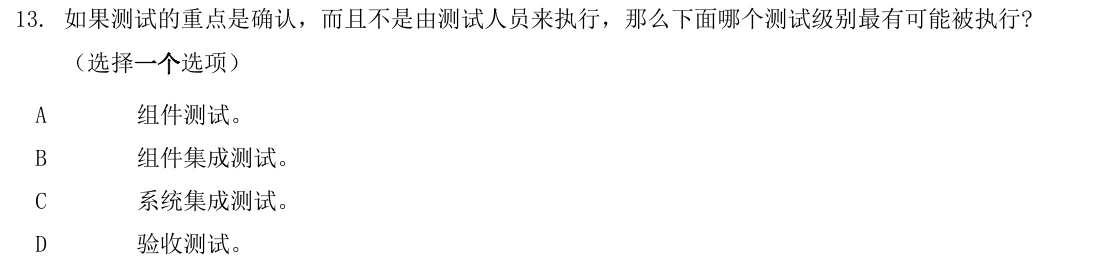 13. 如果测试的重点是确认，而且不是由测试人员来执行，那么下面哪个测试级别最有可能被执行?
（选择一个选项）
A 组件测试。
B 组件集成测试。
C 系统集成测试。
D 验收测试。